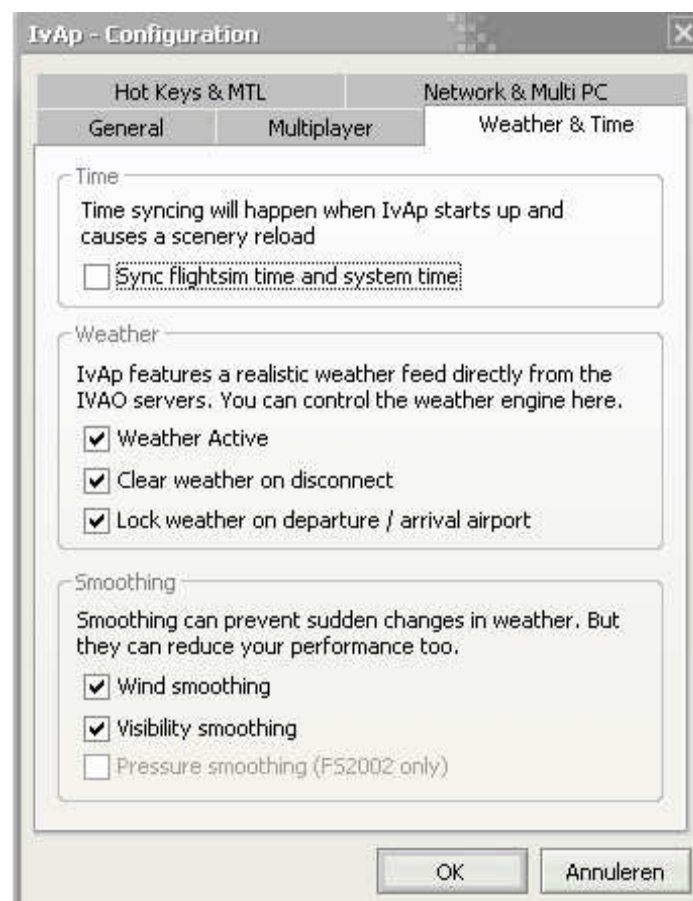 IvAp - Configuration
Hot Keys & MTL
Network & Multi PC
General
Multiplayer
Weather & Time
Time
Time syncing will happen when IvAp starts up and
causes a scenery reload
Sync flightsim time and system time
Weather
IvAp features a realistic weather feed directly from the
IVAO servers. You can control the weather engine here.
Weather Active
Clear weather on disconnect
Lock weather on departure / arrival airport
Smoothing
Smoothing can prevent sudden changes in weather. But
they can reduce your performance too.
Wind smoothing
Visibility smoothing
Pressure smoothing (FS2002 only)
OK
Annuleren